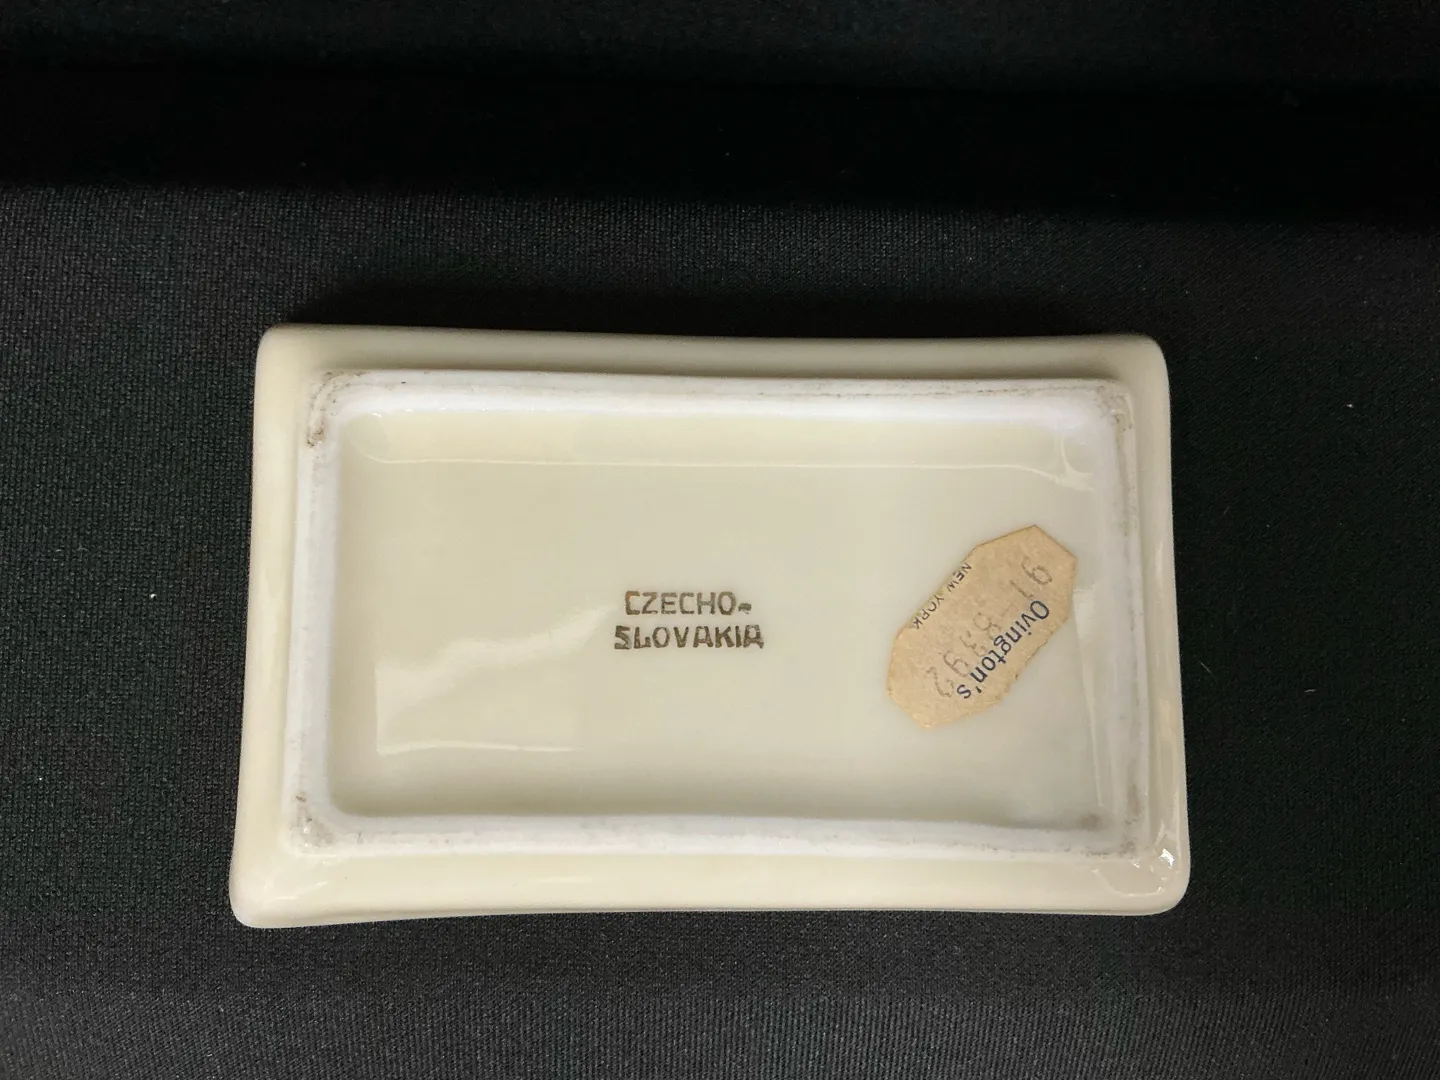 CZECHO-
SLOVAKIA
Ovington's
NEW YORK
91-8392